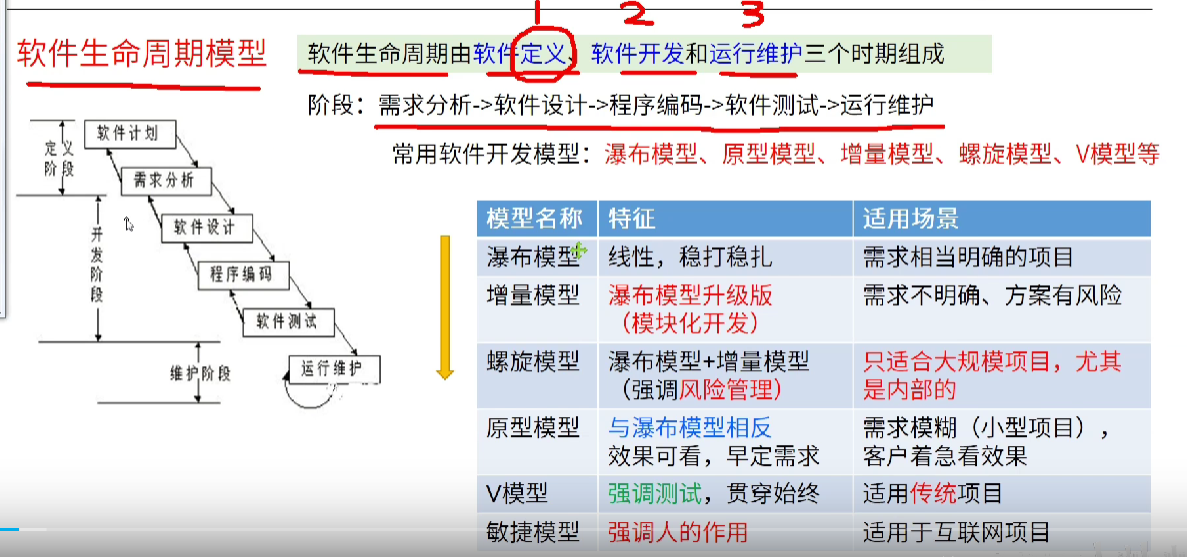 1 2 3
软件生命周期模型
软件生命周期由软件定义、软件开发和运行维护三个时期组成
阶段：需求分析->软件设计->程序编码->软件测试->运行维护
常用软件开发模型：瀑布模型、原型模型、增量模型、螺旋模型、V模型等
软件计划
定义
阶段
需求分析
软件设计
开发阶段
程序编码
软件测试
维护阶段
运行维护
模型名称 特征 适用场景
瀑布模型 线性，稳打稳扎 需求相当明确的项目
增量模型 瀑布模型升级版 需求不明确、方案有风险
（模块化开发）
螺旋模型 瀑布模型+增量模型 只适合大规模项目，尤其
（强调风险管理） 是内部的
原型模型 与瀑布模型相反 需求模糊（小型项目），
效果可看，早定需求 客户着急看效果
V模型 强调测试，贯穿始终 适用传统项目
敏捷模型 强调人的作用 适用于互联网项目